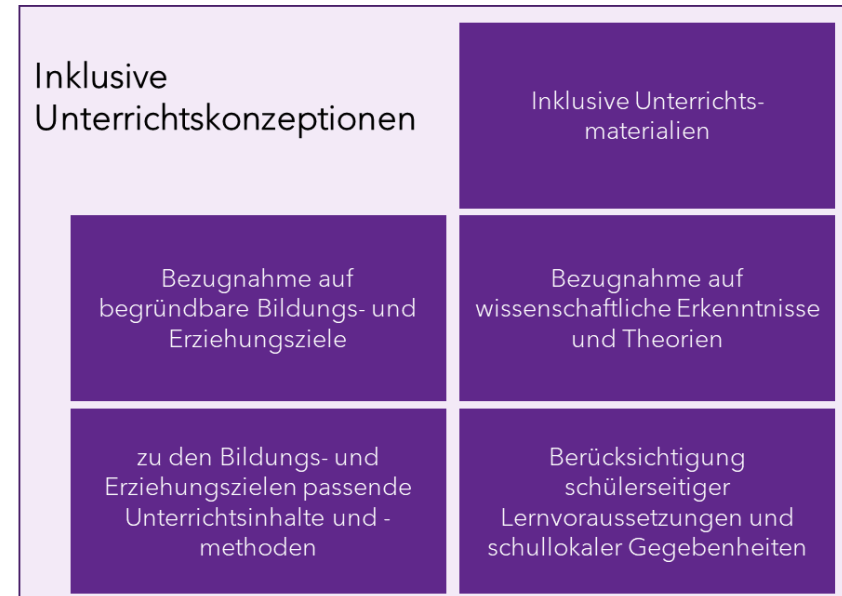 Inklusive
Unterrichtskonzeptionen
Inklusive Unterrichts-
materialien
Bezugnahme auf
begründbare Bildungs- und
Erziehungsziele
Bezugnahme auf
wissenschaftliche Erkenntnisse
und Theorien
zu den Bildungs- und
Erziehungszielen passende
Unterrichtsinhalte und -
methoden
Berücksichtigung
schülerseitiger
Lernvoraussetzungen und
schullokaler Gegebenheiten